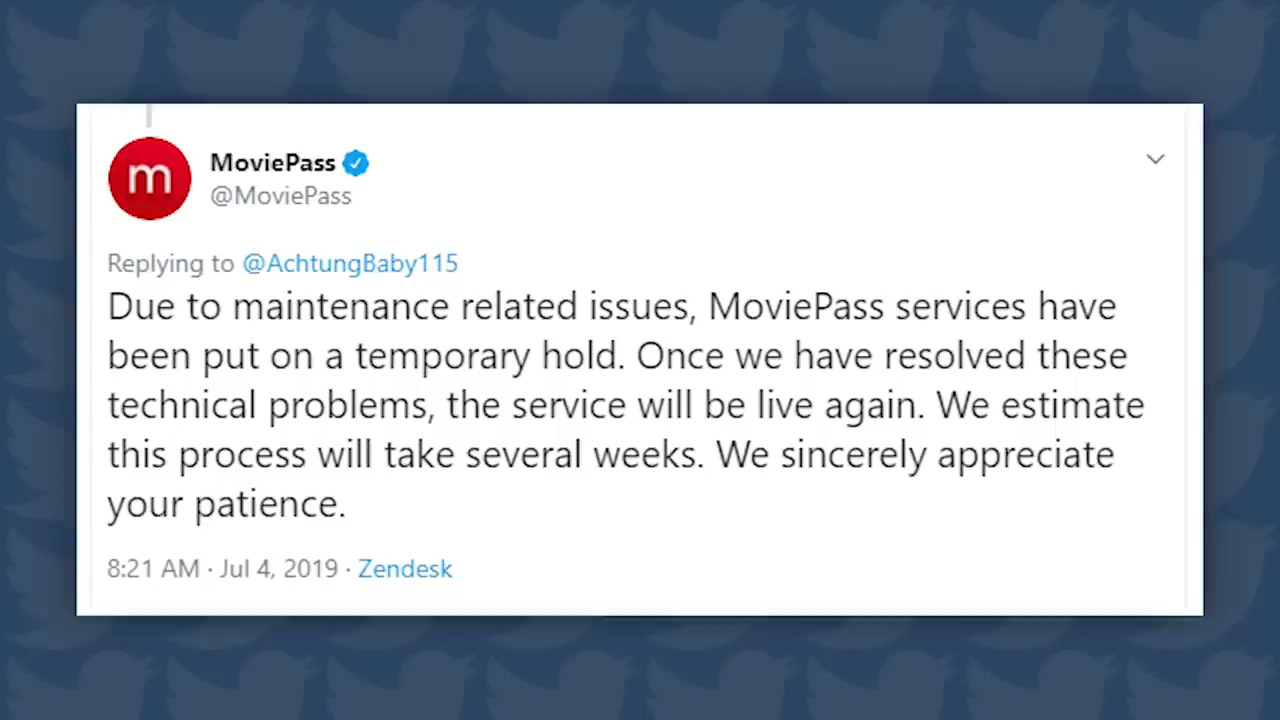 m
MoviePass
@MoviePass
Replying to @AchtungBaby115
Due to maintenance related issues, MoviePass services have
been put on a temporary hold. Once we have resolved these
technical problems, the service will be live again. We estimate
this process will take several weeks. We sincerely appreciate
your patience.
8:21 AM · Jul 4, 2019 · Zendesk